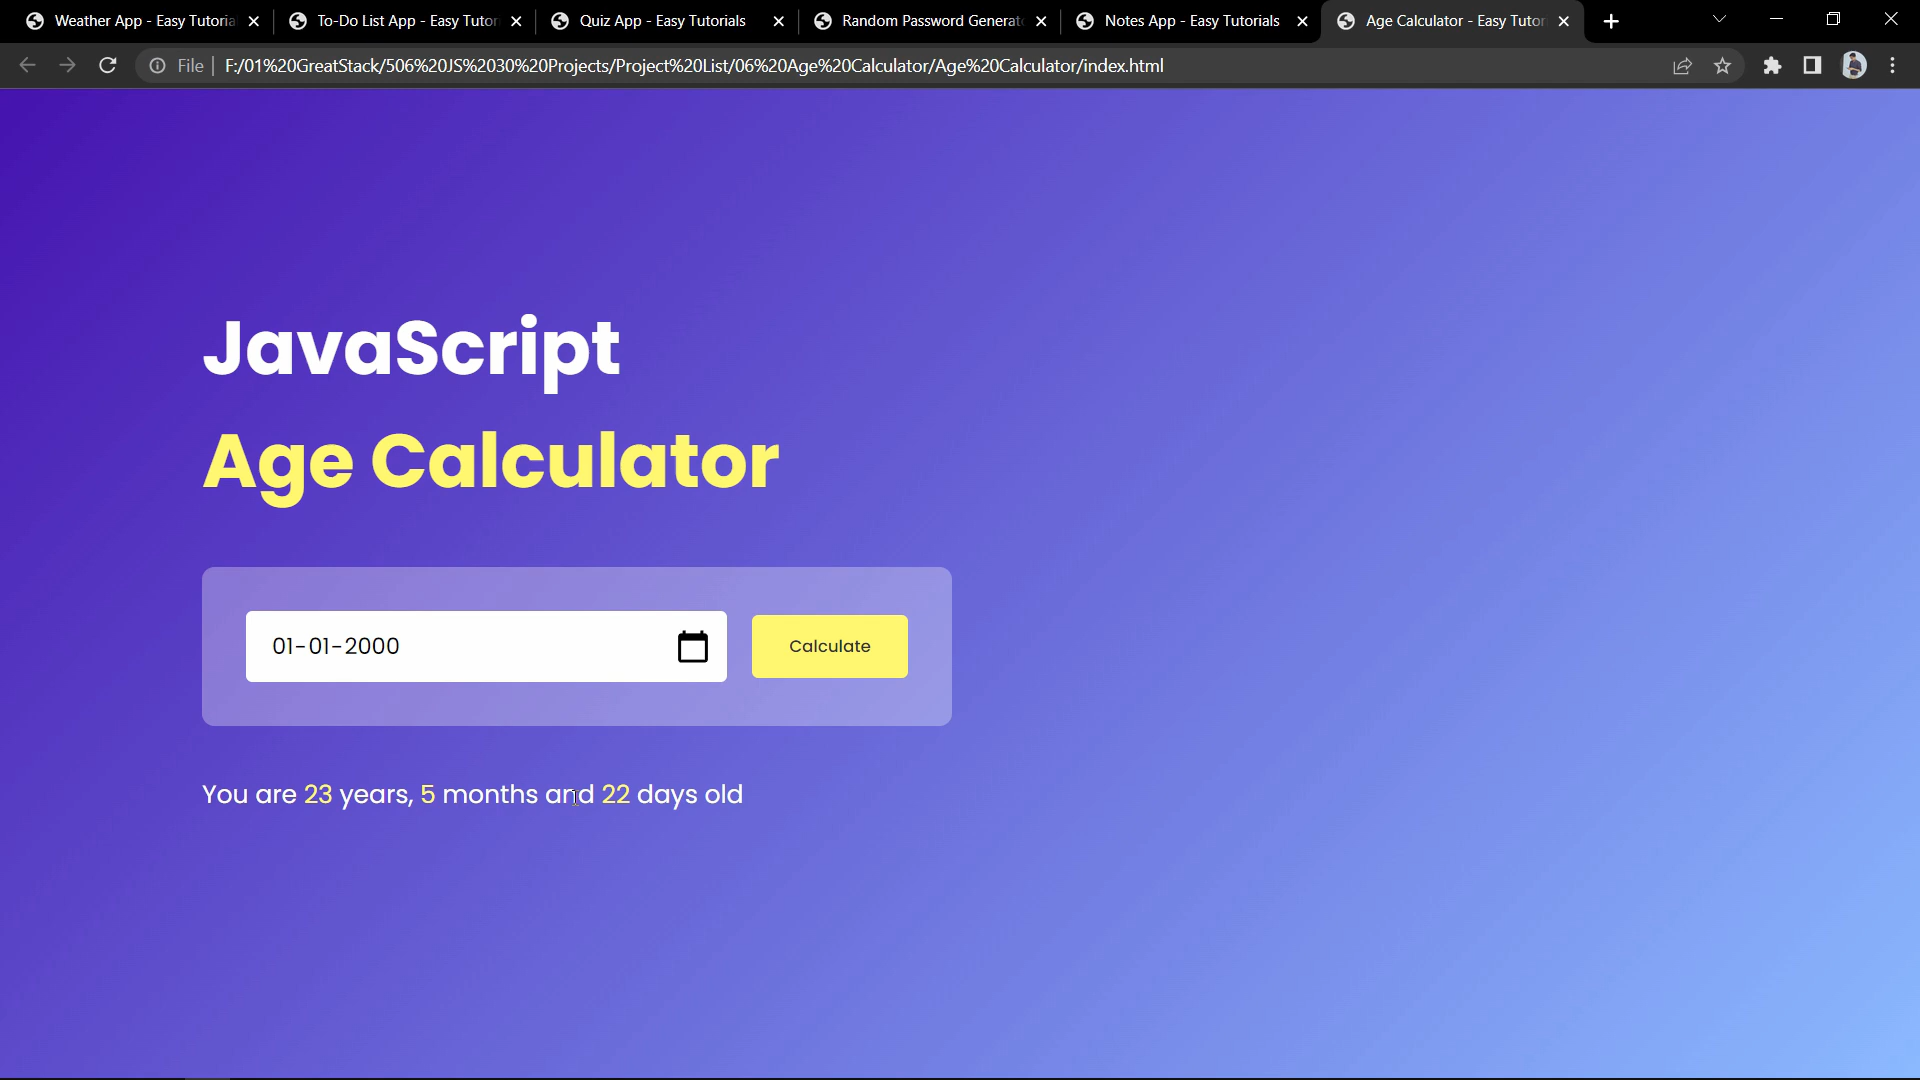 Weather App - Easy Tutoria
To-Do List App - Easy Tutor
Quiz App - Easy Tutorials
Random Password Generat
Notes App - Easy Tutorials
Age Calculator - Easy Tutor
File
F:/01%20GreatStack/506%20JS%2030%20Projects/Project%20List/06%20Age%20Calculator/Age%20Calculator/index.html
JavaScript
Age Calculator
01-01-2000
Calculate
You are 23 years, 5 months and 22 days old